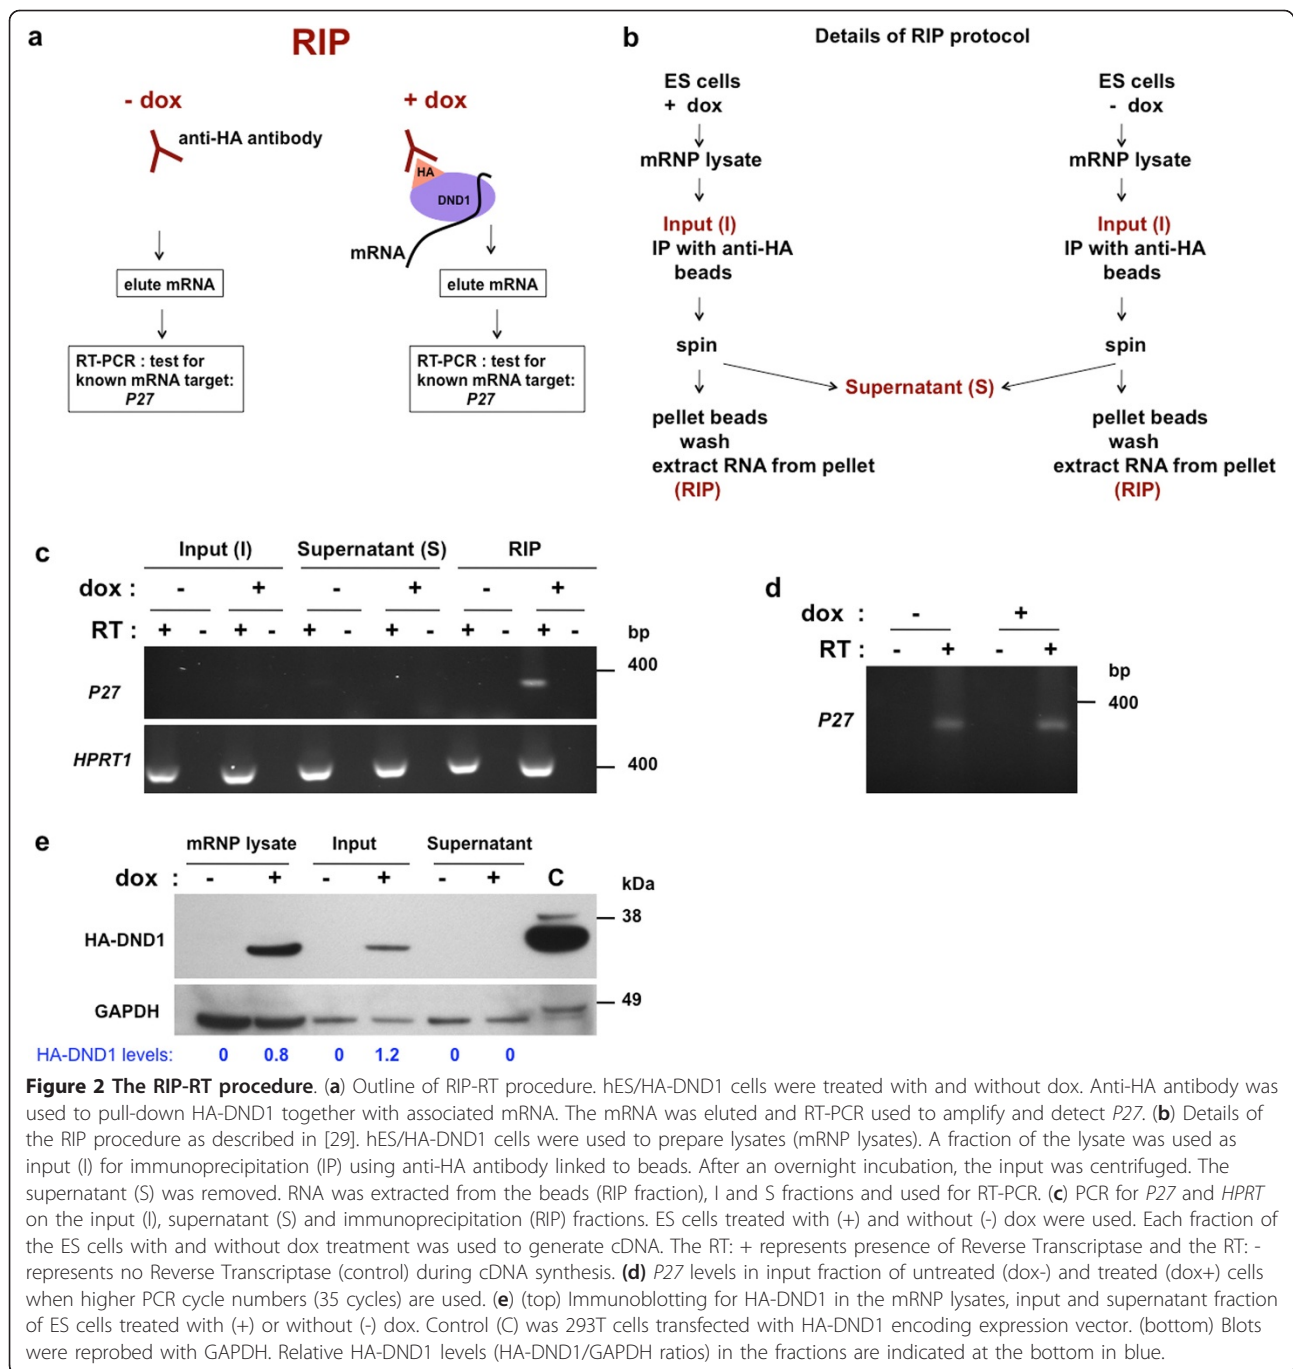 a
RIP
- dox
+ dox
anti-HA antibody
HA
DND1
mRNA
elute mRNA
elute mRNA
RT-PCR : test for
known mRNA target:
P27
RT-PCR : test for
known mRNA target:
P27
b
Details of RIP protocol
ES cells
+ dox
mRNP lysate
Input (I)
IP with anti-HA
beads
spin
pellet beads
wash
extract RNA from pellet
(RIP)
Supernatant (S)
ES cells
- dox
mRNP lysate
Input (I)
IP with anti-HA
beads
spin
pellet beads
wash
extract RNA from pellet
(RIP)
c
Input (I) Supernatant (S) RIP
dox : - + - + - +
RT : + - + - + - + - + - + -
bp
400
P27
HPRT1
400
d
dox : - +
RT : - + - +
bp
400
P27
e
mRNP lysate Input Supernatant
dox : - + - + - + C
kDa
38
HA-DND1
49
GAPDH
HA-DND1 levels: 0 0.8 0 1.2 0 0
Figure 2 The RIP-RT procedure. (a) Outline of RIP-RT procedure. hES/HA-DND1 cells were treated with and without dox. Anti-HA antibody was
used to pull-down HA-DND1 together with associated mRNA. The mRNA was eluted and RT-PCR used to amplify and detect P27. (b) Details of
the RIP procedure as described in [29]. hES/HA-DND1 cells were used to prepare lysates (mRNP lysates). A fraction of the lysate was used as
input (I) for immunoprecipitation (IP) using anti-HA antibody linked to beads. After an overnight incubation, the input was centrifuged. The
supernatant (S) was removed. RNA was extracted from the beads (RIP fraction), I and S fractions and used for RT-PCR. (c) PCR for P27 and HPRT
on the input (I), supernatant (S) and immunoprecipitation (RIP) fractions. ES cells treated with (+) and without (-) dox were used. Each fraction of
the ES cells with and without dox treatment was used to generate cDNA. The RT: + represents presence of Reverse Transcriptase and the RT: -
represents no Reverse Transcriptase (control) during cDNA synthesis. (d) P27 levels in input fraction of untreated (dox-) and treated (dox+) cells
when higher PCR cycle numbers (35 cycles) are used. (e) (top) Immunoblotting for HA-DND1 in the mRNP lysates, input and supernatant fraction
of ES cells treated with (+) or without (-) dox. Control (C) was 293T cells transfected with HA-DND1 encoding expression vector. (bottom) Blots
were reprobed with GAPDH. Relative HA-DND1 levels (HA-DND1/GAPDH ratios) in the fractions are indicated at the bottom in blue.